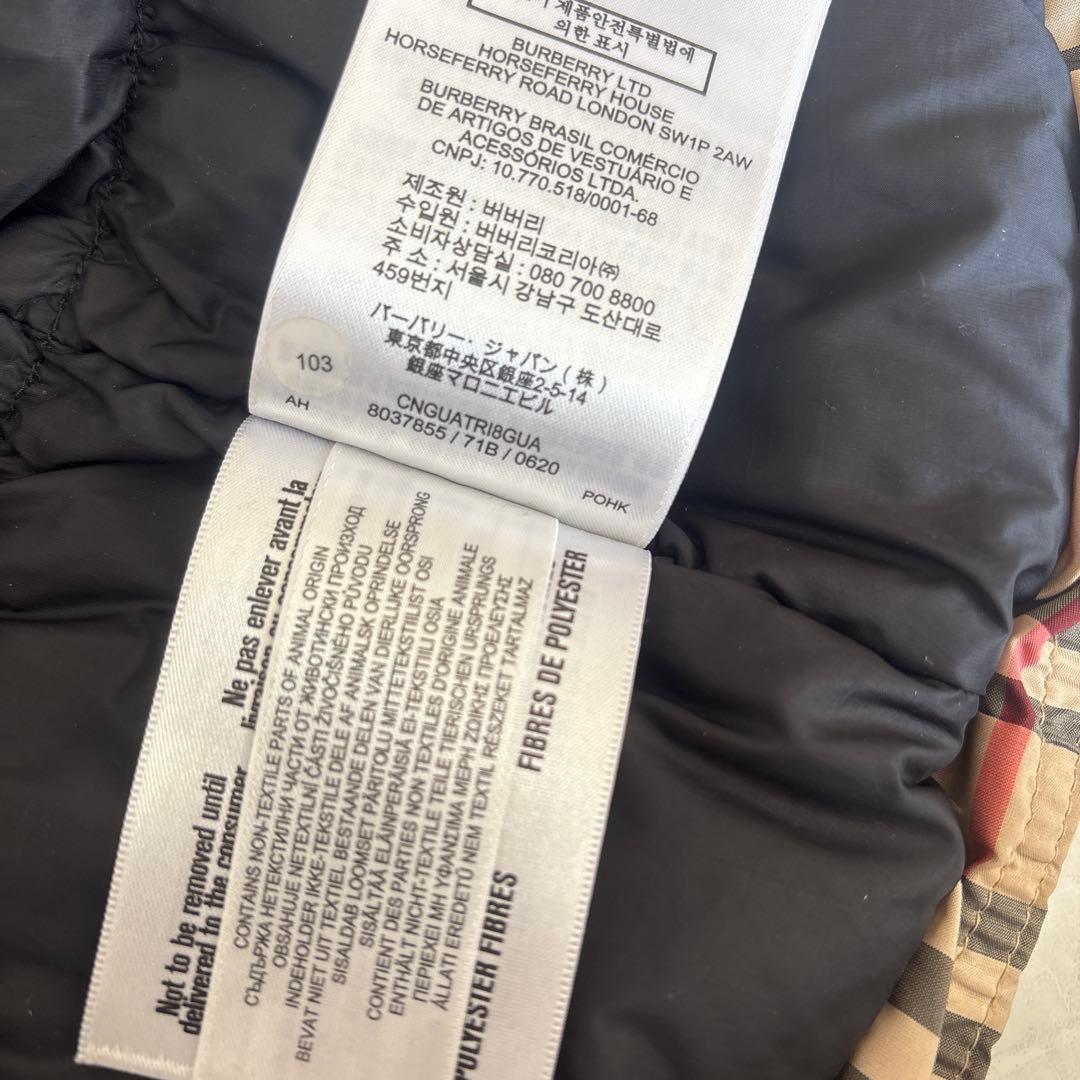 제품안전특별법에
의한 표시
BURBERRY LTD
HORSEFERRY HOUSE
HORSEFERRY ROAD LONDON SW1P 2AW
BURBERRY BRASIL COMÉRCIO
DE ARTIGOS DE VESTUÁRIO E
ACESSÓRIOS LTDA.
CNPJ: 10.770.518/0001-68
제조원 : 버버리
수입원 : 버버리코리아㈜
소비자상담실 : 080 700 8800
주 소 : 서울시 강남구 도산대로
459번지
バーバリー・ジャパン(株)
東京都中央区銀座2-5-14
銀座マロニエビル
103
AH
CNGUATRI8GUA
8037855 / 71B / 0620
POHK
Not to be removed until
delivered to the consumer
Ne pas enlever avant la
CONTAINS NON-TEXTILE PARTS OF ANIMAL ORIGIN
СЪДЪРЖА НЕТЕКСТИЛНИ ЧАСТИ ОТ ЖИВОТИНСКИ ПРОИЗХОД
OBSAHUJE NETEXTILNÍ ČÁSTI ŽIVOČIŠNÉHO PŮVODU
INDEHOLDER IKKE-TEKSTILE DELE AF ANIMALSK OPRINDELSE
BEVAT NIET UIT TEXTIEL BESTAANDE DELEN VAN DIERLIJKE OORSPRONG
SISALDAB LOOMSET PÄRITOLU MITTETEKSTIILIST OSI
SISÄLTÄÄ ELÄINPERÄISIÄ EI-TEKSTIILI OSIA
CONTIENT DES PARTIES NON TEXTILES D'ORIGINE ANIMALE
ENTHÄLT NICHT-TEXTILE TEILE TIERISCHEN URSPRUNGS
ΠΕΡΙΕΧΕΙ ΜΗ ΥΦΑΝΣΙΜΑ ΜΕΡΗ ΖΩΙΚΗΣ ΠΡΟΕΛΕΥΣΗΣ
ÁLLATI EREDETŰ NEM TEXTIL RÉSZEKET TARTALMAZ
POLYESTER FIBRES
FIBRES DE POLYESTER